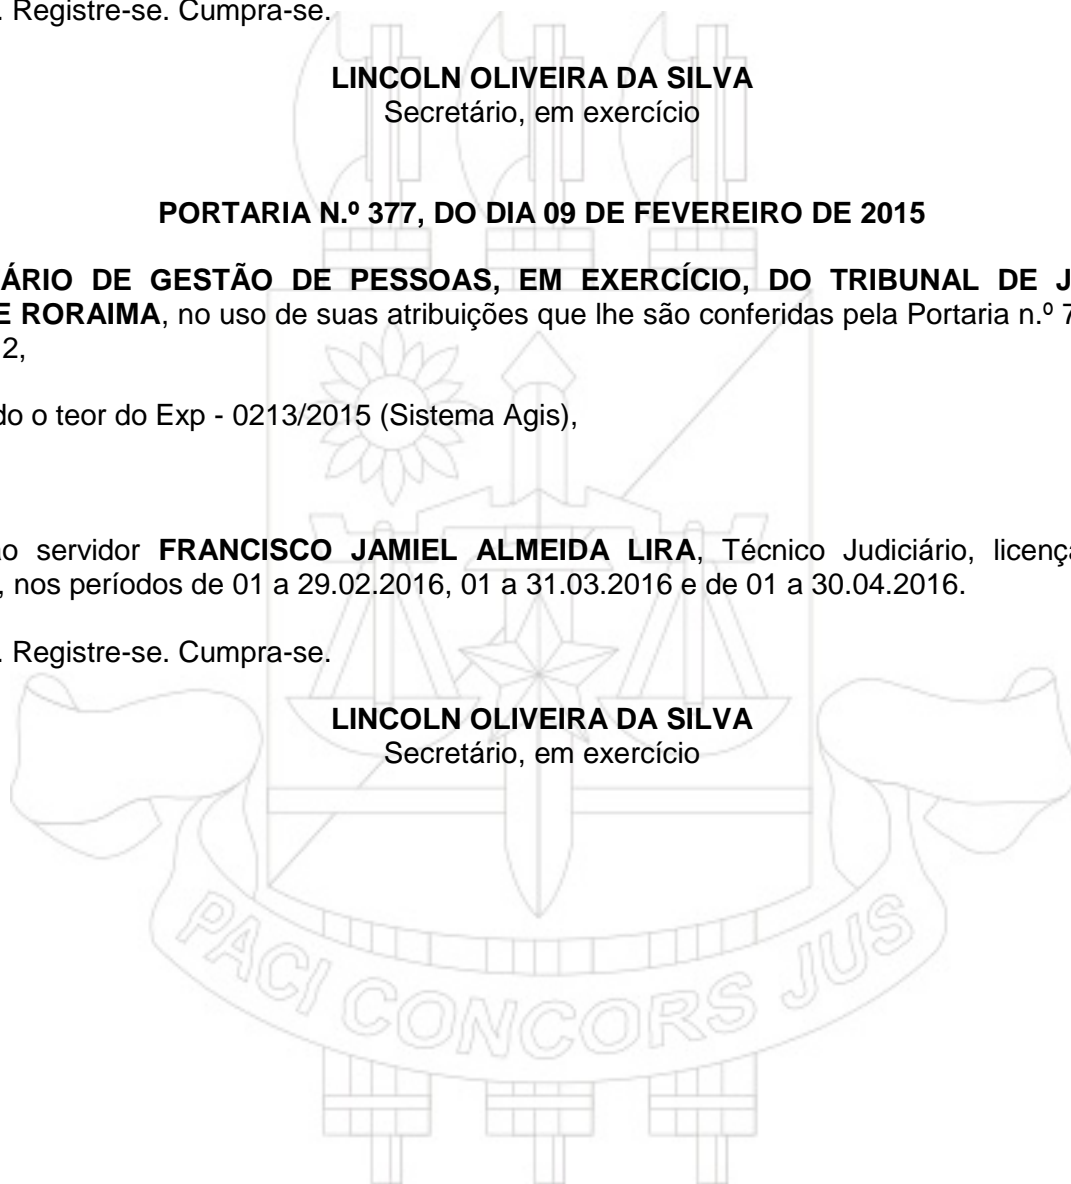 . Registre-se. Cumpra-se.
LINCOLN OLIVEIRA DA SILVA
Secretário, em exercício
PORTARIA N.º 377, DO DIA 09 DE FEVEREIRO DE 2015
ÁRIO DE GESTÃO DE PESSOAS, EM EXERCÍCIO, DO TRIBUNAL DE J
E RORAIMA, no uso de suas atribuições que lhe são conferidas pela Portaria n.º 7
2,
do o teor do Exp - 0213/2015 (Sistema Agis),
ao servidor FRANCISCO JAMIEL ALMEIDA LIRA, Técnico Judiciário, licença
, nos períodos de 01 a 29.02.2016, 01 a 31.03.2016 e de 01 a 30.04.2016.
. Registre-se. Cumpra-se.
LINCOLN OLIVEIRA DA SILVA
Secretário, em exercício
PACI CONCORS JUS